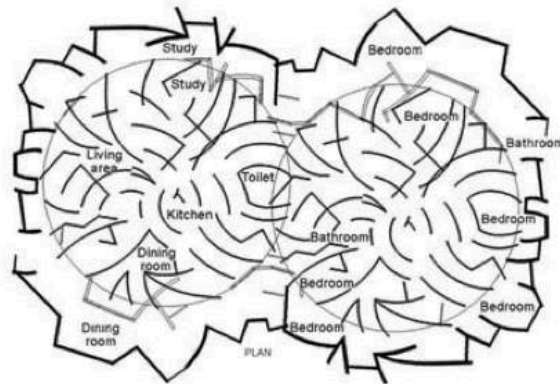 Study
Bedroom
Study
Bedroom
Bathroom
Living
area
Toilet
Kitchen
Bedroom
Bathroom
Dining
room
Bedroom
Bedroom
Dining
room
Bedroom
PLAN